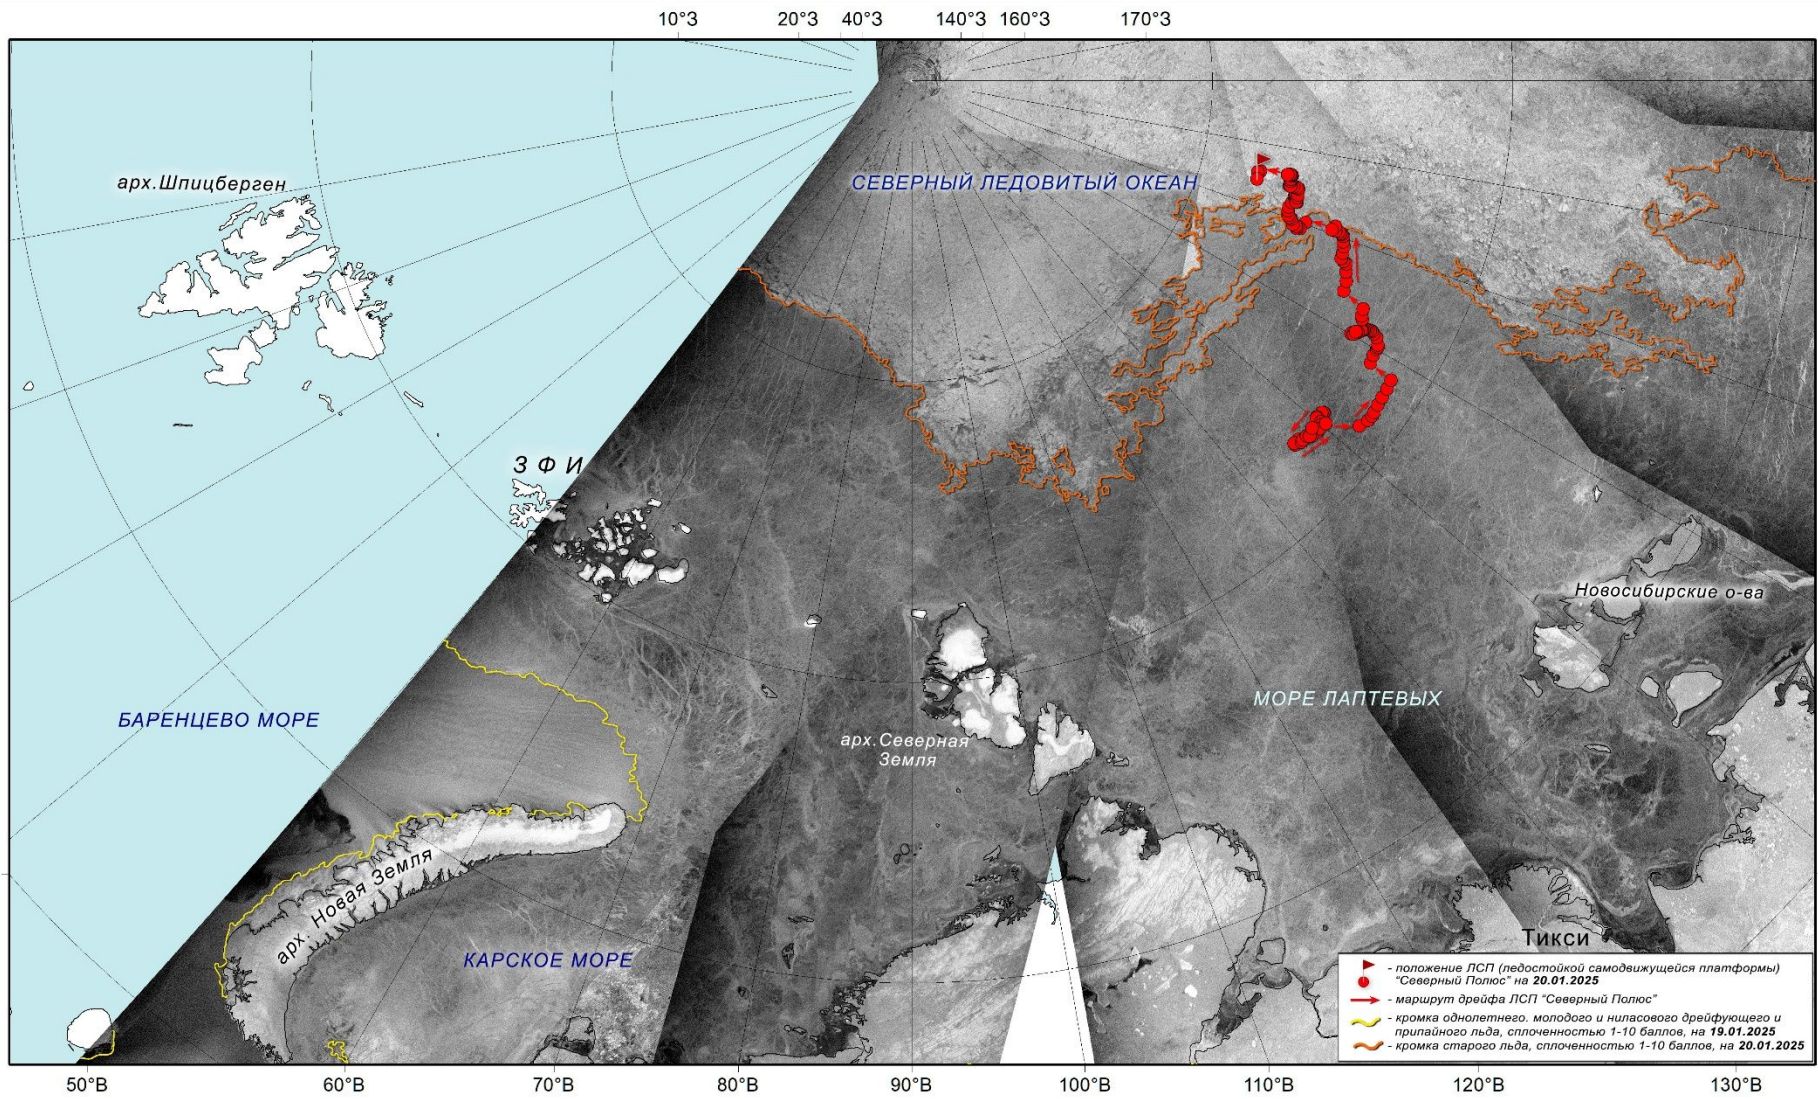 10°З 20°З 40°З 140°З 160°З 170°З
арх.Шпицберген
СЕВЕРНЫЙ ЛЕДОВИТЫЙ ОКЕАН
З Ф И
Новосибирские о-ва
МОРЕ ЛАПТЕВЫХ
БАРЕНЦЕВО МОРЕ
арх.Северная
Земля
арх. Новая Земля
КАРСКОЕ МОРЕ
Тикси
- положение ЛСП (ледостойкой самодвижущейся платформы)
"Северный Полюс" на 20.01.2025
- маршрут дрейфа ЛСП "Северный Полюс"
- кромка однолетнего. молодого и ниласового дрейфующего и
припайного льда, сплоченностью 1-10 баллов, на 19.01.2025
- кромка старого льда, сплоченностью 1-10 баллов, на 20.01.2025
50°В 60°В 70°В 80°В 90°В 100°В 110°В 120°В 130°В